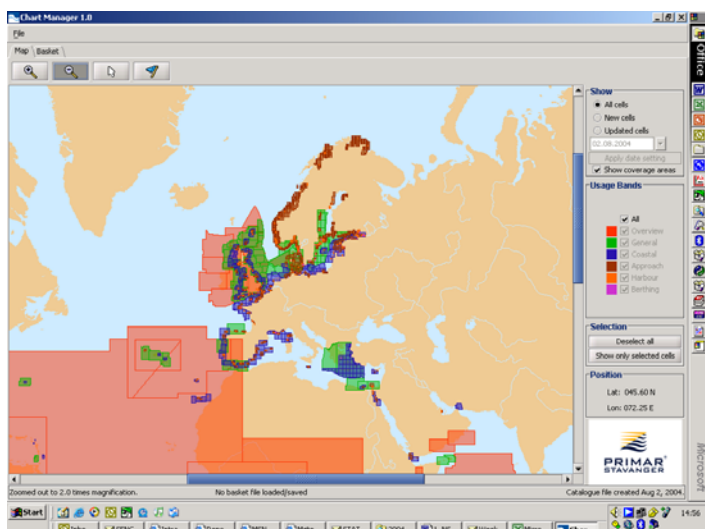 Chart Manager 1.0
File
Map
Basket
Show
All cells
New cells
Updated cells
02.08.2004
Apply date setting
Show coverage areas
Usage Bands
All
Overview
General
Coastal
Approach
Harbour
Berthing
Selection
Deselect all
Show only selected cells
Position
Lat: 045.60 N
Lon: 072.25 E
PRIMAR
STAVANGER
Zoomed out to 2.0 times magnification.
No basket file loaded/saved
Catalogue file created Aug 2, 2004.
Office
Microsoft
Start
14:56